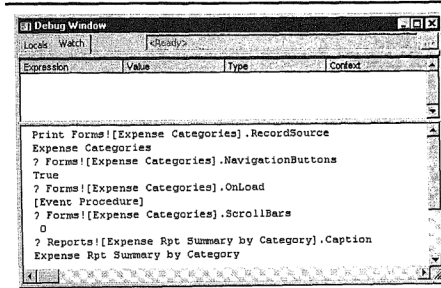 Debug Window
Locals Watch <Ready> ...
Expression Value Type Context
Print Forms![Expense Categories].RecordSource
Expense Categories
? Forms![Expense Categories].NavigationButtons
True
? Forms![Expense Categories].OnLoad
[Event Procedure]
? Forms![Expense Categories].ScrollBars
0
? Reports![Expense Rpt Summary by Category].Caption
Expense Rpt Summary by Category